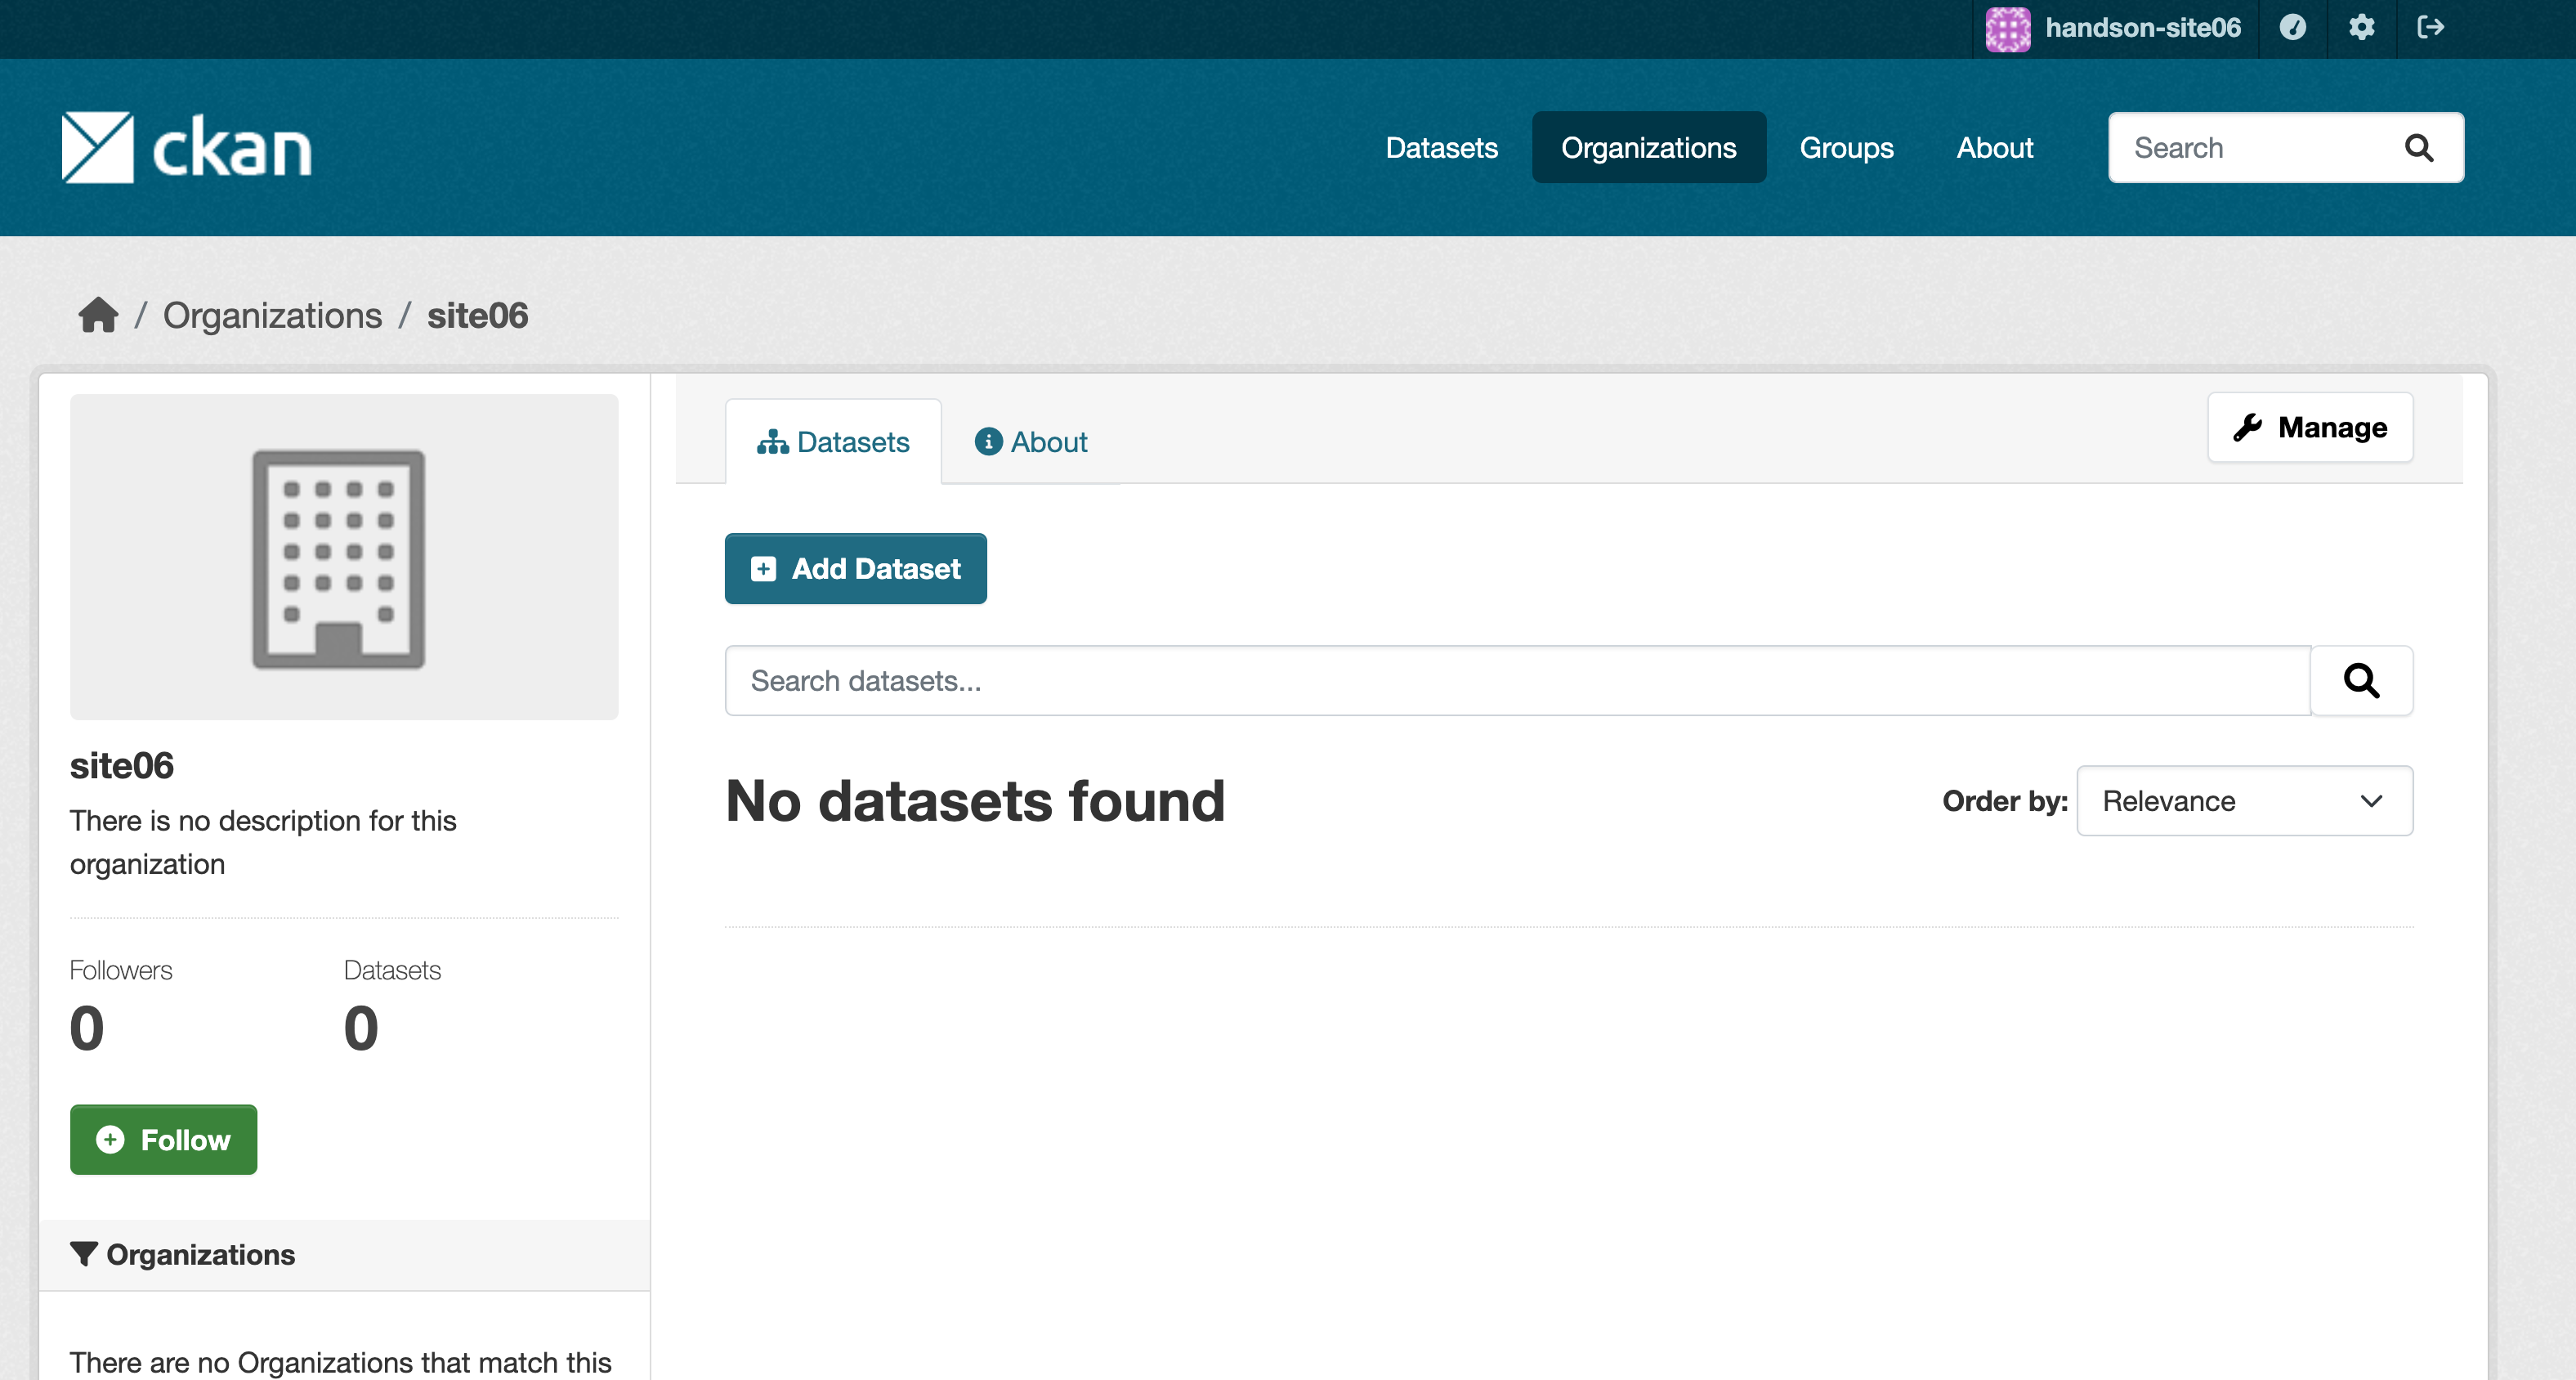 handson-site06
ckan
Datasets
Organizations
Groups
About
Search
/ Organizations / site06
Datasets
About
Manage
Add Dataset
Search datasets...
No datasets found
Order by: Relevance
site06
There is no description for this
organization
Followers
0
Datasets
0
Follow
Organizations
There are no Organizations that match this